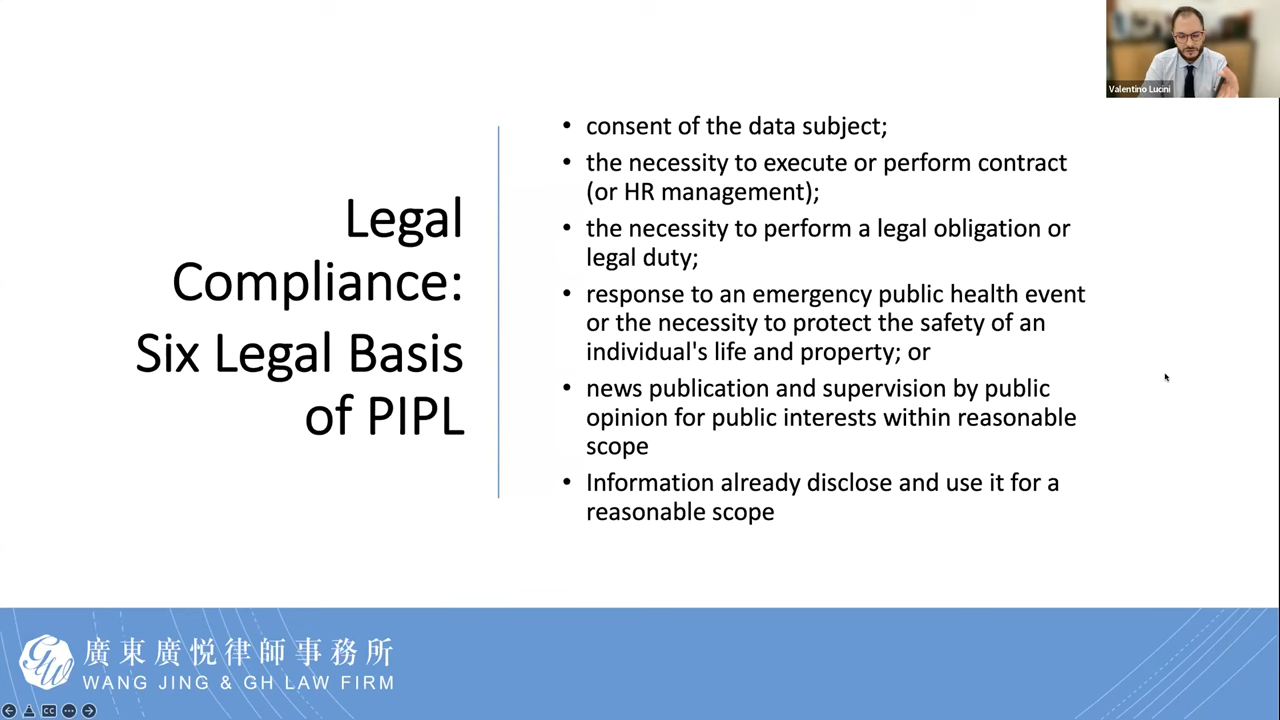 Valentino Lucini
Legal
Compliance:
Six Legal Basis
of PIPL
• consent of the data subject;
• the necessity to execute or perform contract
(or HR management);
• the necessity to perform a legal obligation or
legal duty;
• response to an emergency public health event
or the necessity to protect the safety of an
individual's life and property; or
• news publication and supervision by public
opinion for public interests within reasonable
scope
• Information already disclose and use it for a
reasonable scope
GW
廣東廣悅律師事務所
WANG JING & GH LAW FIRM
CC